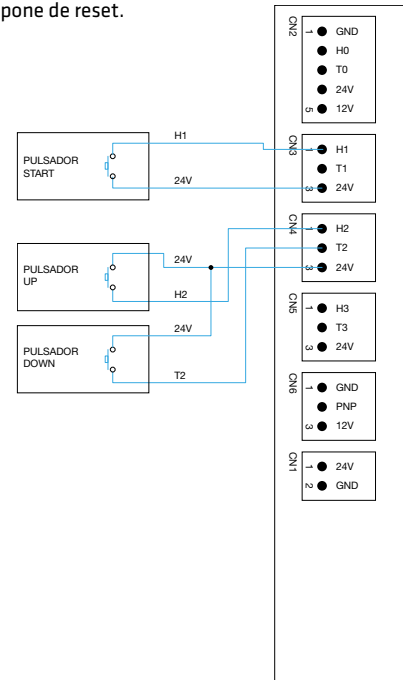 pone de reset.
CN2
1 GND
H0
T0
24V
5 12V
CN3
1 H1
T1
3 24V
CN4
1 H2
T2
3 24V
CN5
1 H3
T3
3 24V
CN6
1 GND
PNP
3 12V
CN1
1 24V
2 GND
PULSADOR
START
H1
24V
PULSADOR
UP
24V
H2
PULSADOR
DOWN
24V
T2